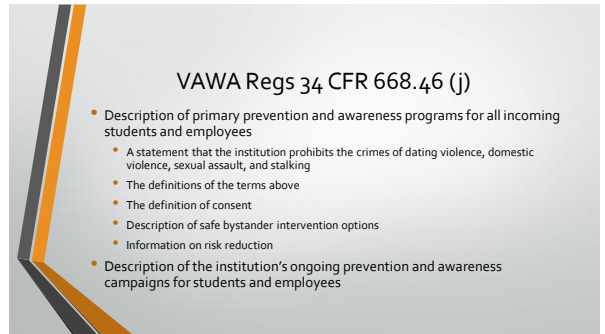 VAWA Regs 34 CFR 668.46 (j)
• Description of primary prevention and awareness programs for all incoming
students and employees
• A statement that the institution prohibits the crimes of dating violence, domestic
violence, sexual assault, and stalking
• The definitions of the terms above
• The definition of consent
• Description of safe bystander intervention options
• Information on risk reduction
• Description of the institution's ongoing prevention and awareness
campaigns for students and employees